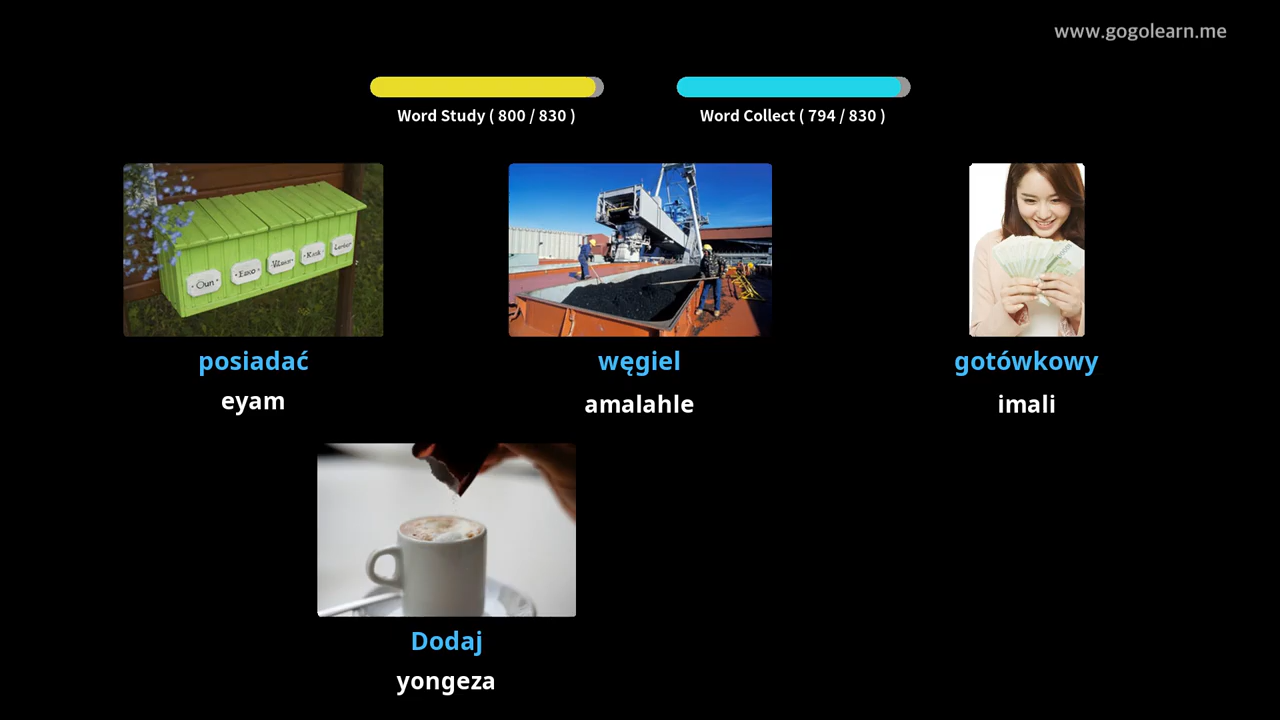 www.gogolearn.me
Word Study ( 800 / 830 )
Word Collect ( 794 / 830 )
posiadać
eyam
węgiel
amalahle
gotówkowy
imali
Dodaj
yongeza